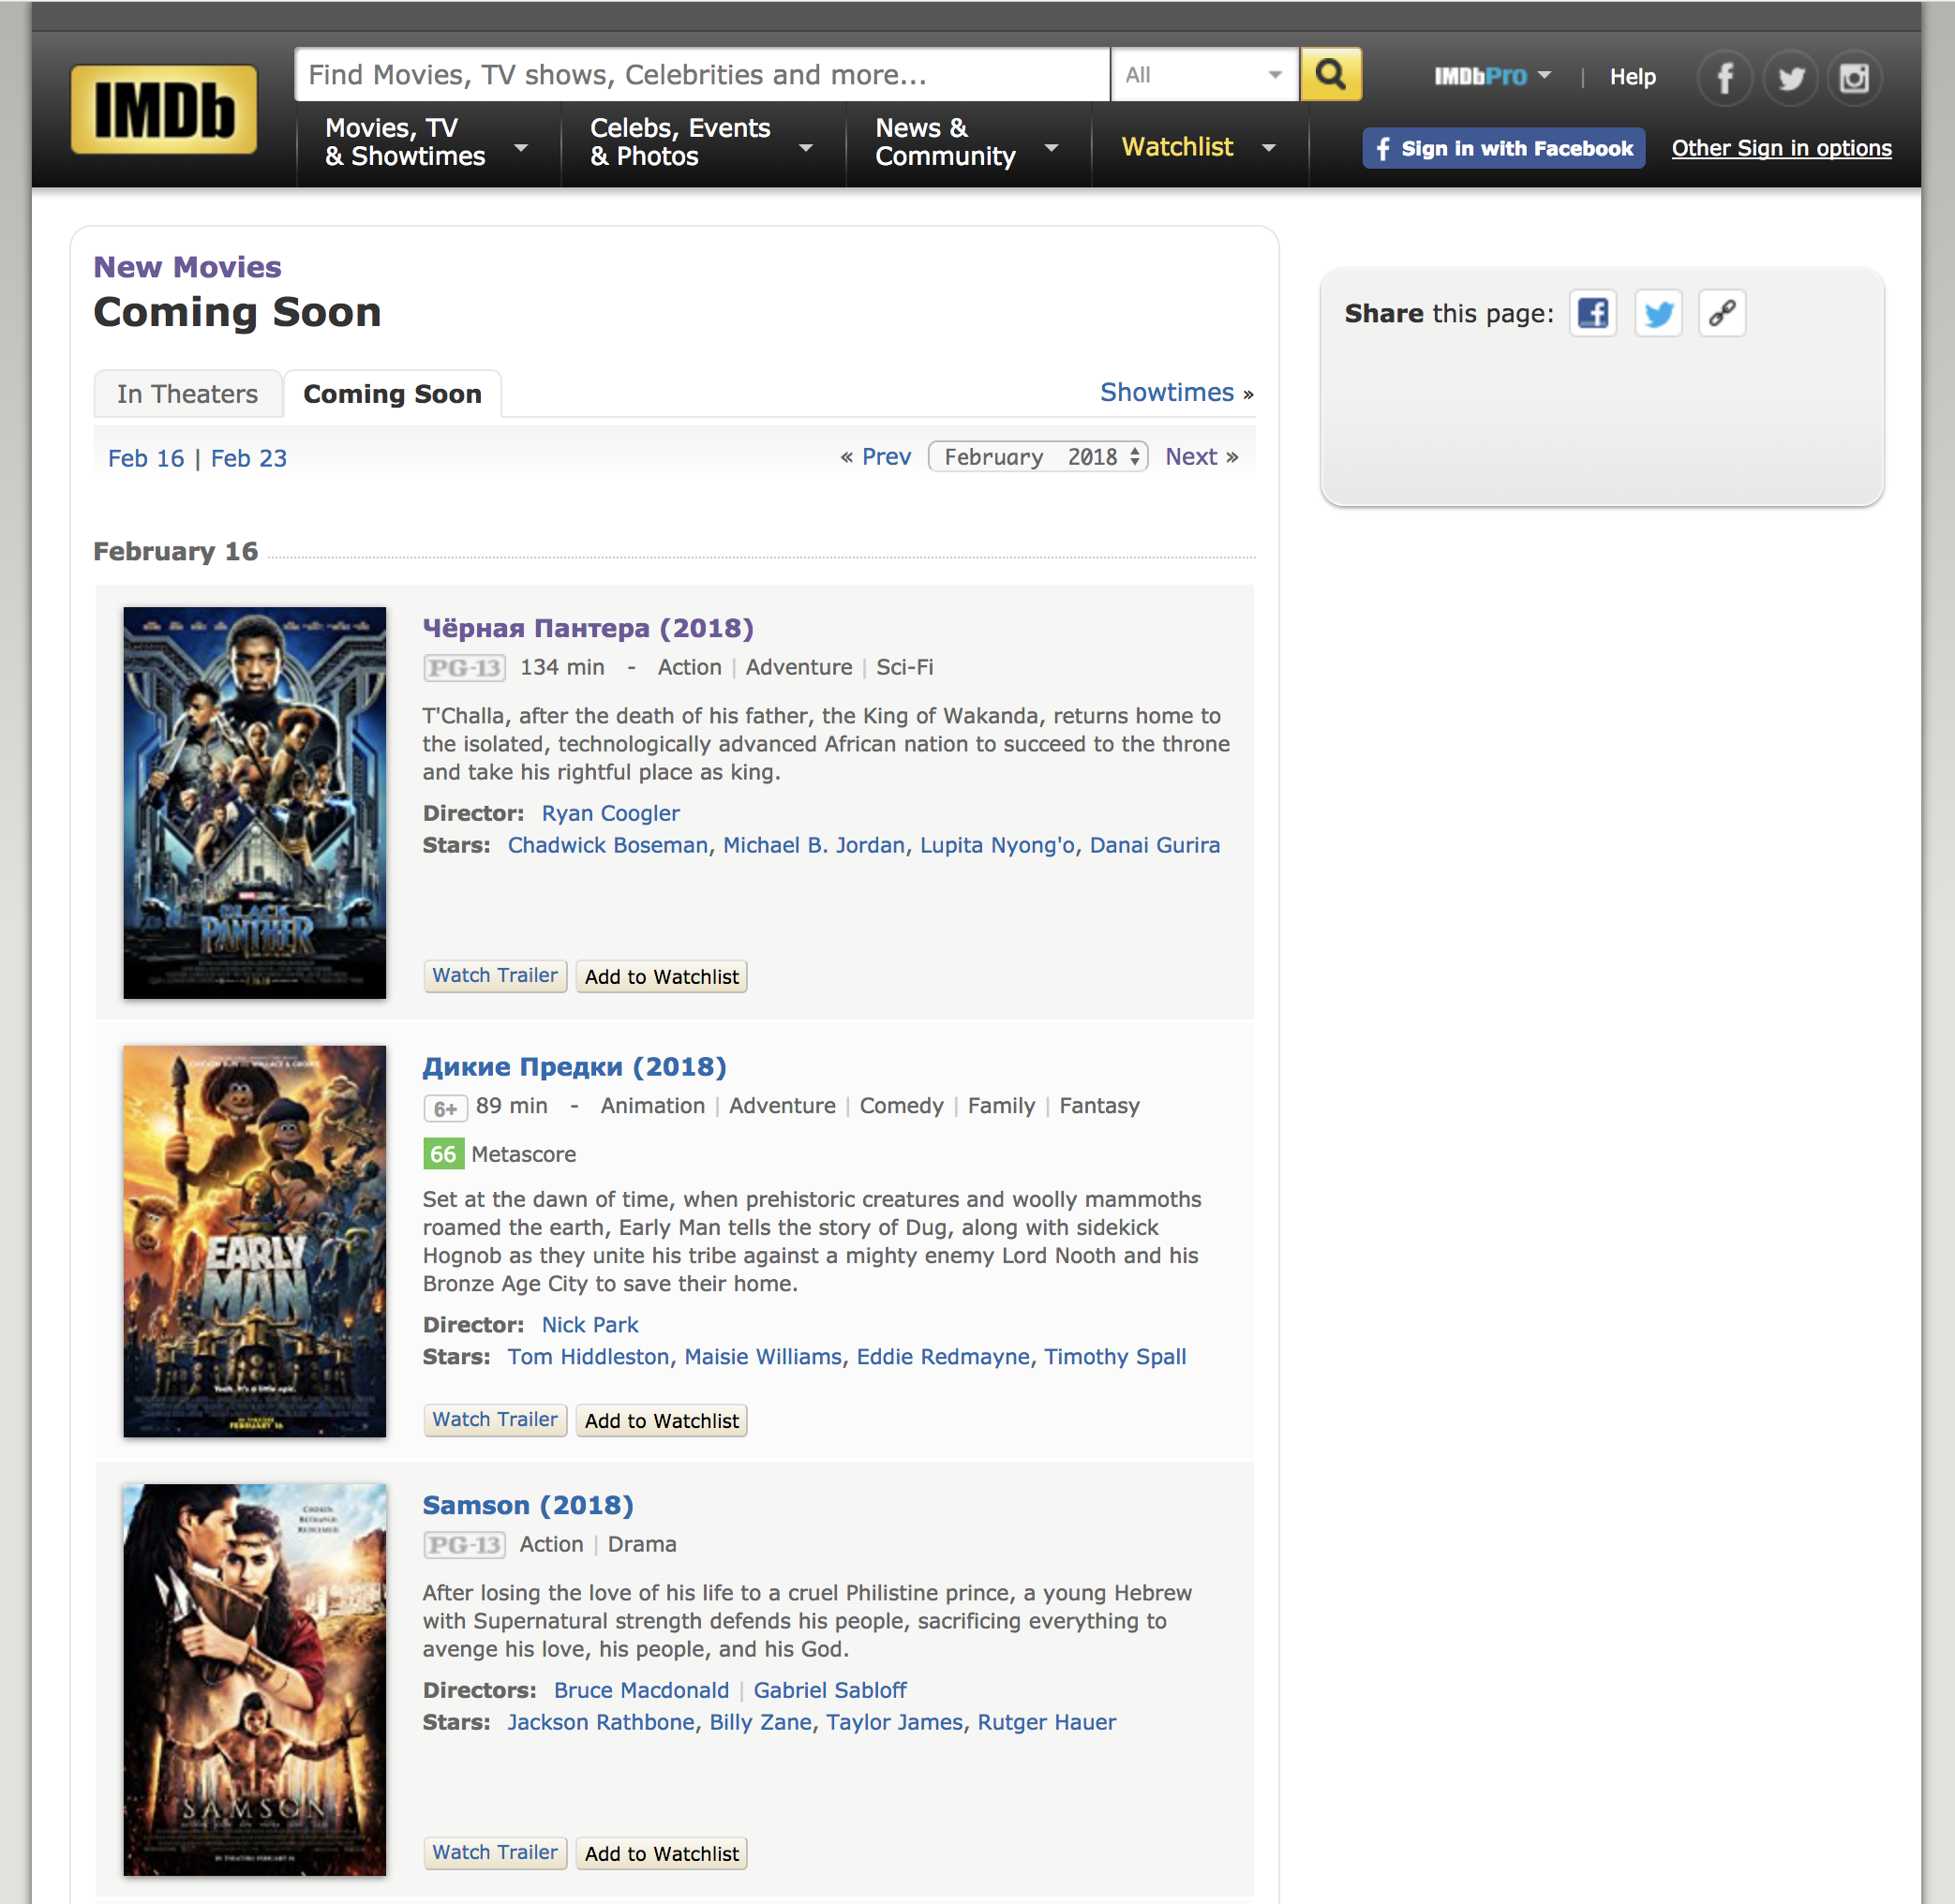 IMDb
Find Movies, TV shows, Celebrities and more...
All
IMDbPro
|
Help
Movies, TV
& Showtimes
Celebs, Events
& Photos
News &
Community
Watchlist
f Sign in with Facebook
Other Sign in options
New Movies
Coming Soon
Share this page:
In Theaters
Coming Soon
Showtimes »
Feb 16 | Feb 23
« Prev
February 2018
Next »
February 16
Чёрная Пантера (2018)
PG-13 134 min - Action | Adventure | Sci-Fi
T'Challa, after the death of his father, the King of Wakanda, returns home to
the isolated, technologically advanced African nation to succeed to the throne
and take his rightful place as king.
Director: Ryan Coogler
Stars: Chadwick Boseman, Michael B. Jordan, Lupita Nyong'o, Danai Gurira
BLACK
PANTHER
Watch Trailer
Add to Watchlist
Дикие Предки (2018)
6+ 89 min - Animation | Adventure | Comedy | Family | Fantasy
66 Metascore
Set at the dawn of time, when prehistoric creatures and woolly mammoths
roamed the earth, Early Man tells the story of Dug, along with sidekick
Hognob as they unite his tribe against a mighty enemy Lord Nooth and his
Bronze Age City to save their home.
Director: Nick Park
Stars: Tom Hiddleston, Maisie Williams, Eddie Redmayne, Timothy Spall
EARLY
MAN
FEBRUARY 16
Watch Trailer
Add to Watchlist
Samson (2018)
PG-13 Action | Drama
After losing the love of his life to a cruel Philistine prince, a young Hebrew
with Supernatural strength defends his people, sacrificing everything to
avenge his love, his people, and his God.
Directors: Bruce Macdonald | Gabriel Sabloff
Stars: Jackson Rathbone, Billy Zane, Taylor James, Rutger Hauer
CHOSEN.
BETRAYED.
REDEEMED.
SAMSON
Watch Trailer
Add to Watchlist